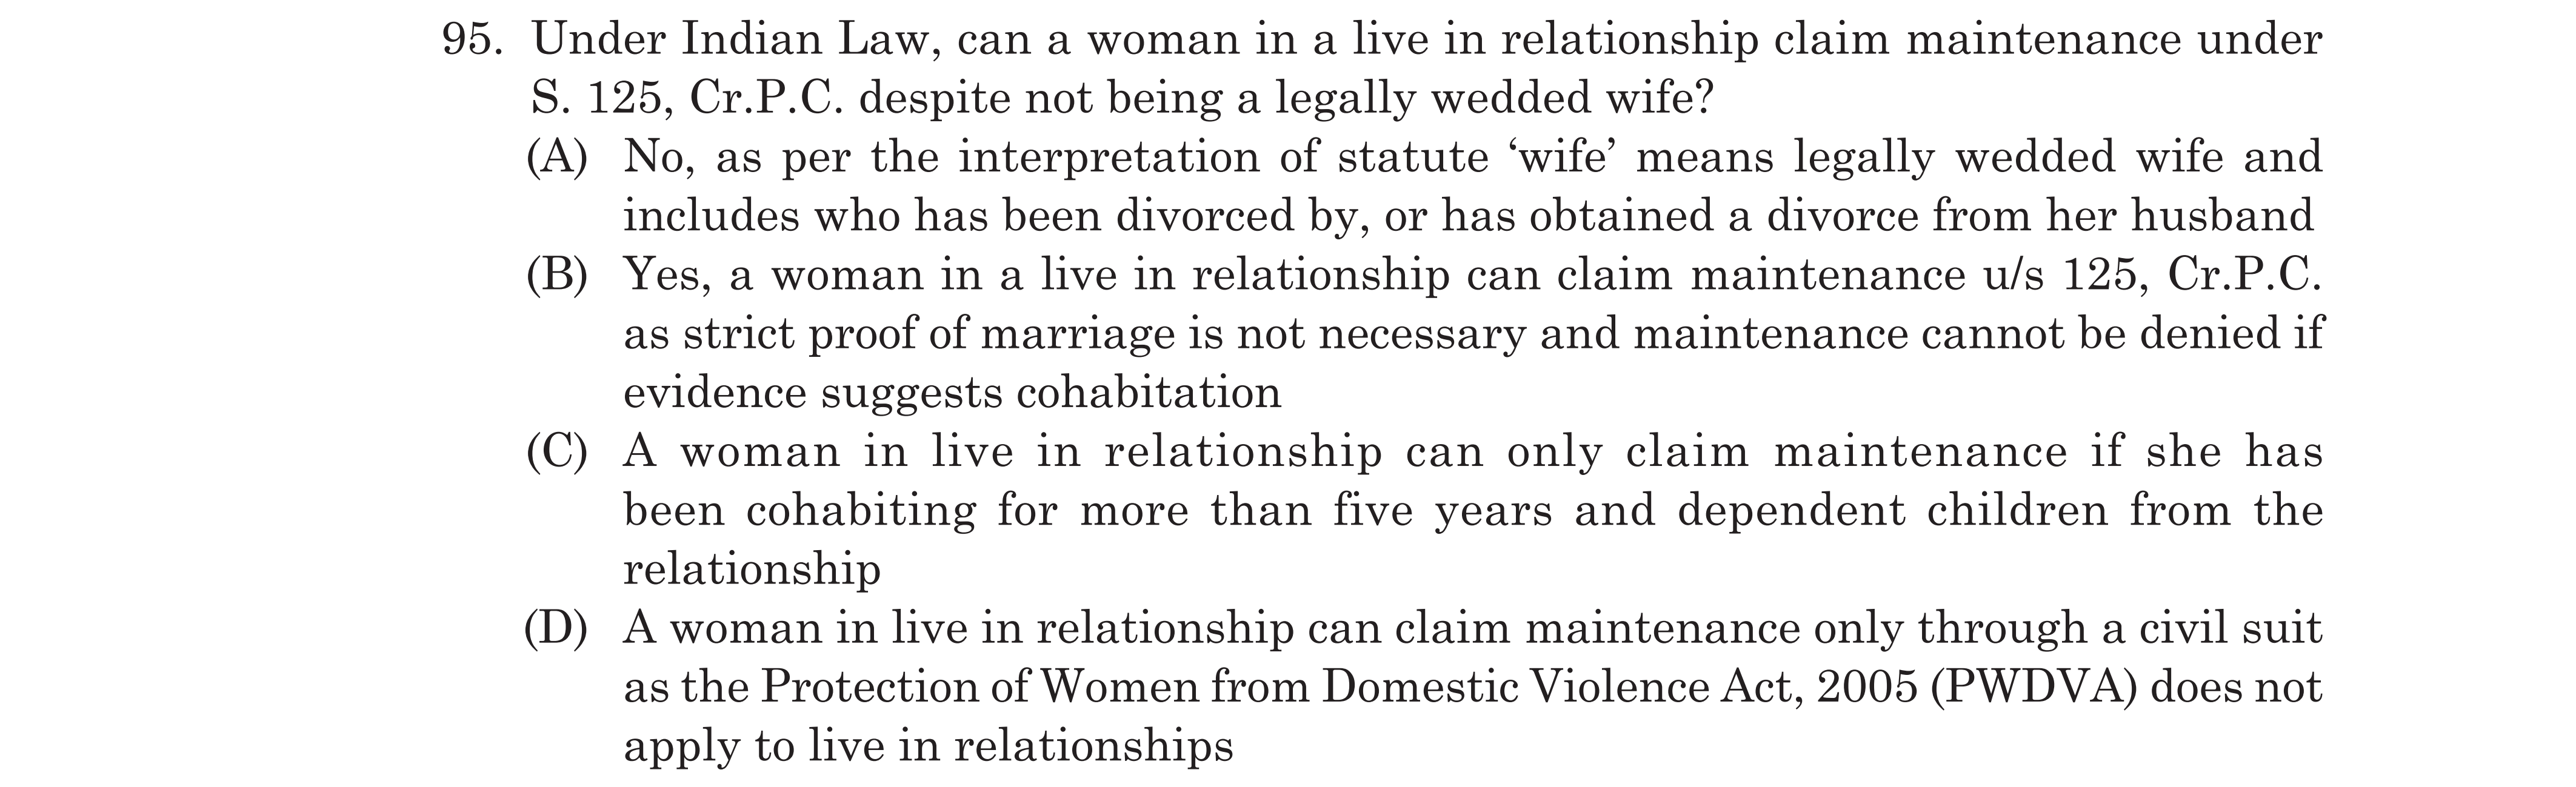 95. Under Indian Law, can a woman in a live in relationship claim maintenance under
S. 125, Cr.P.C. despite not being a legally wedded wife?
(A) No, as per the interpretation of statute ‘wife’ means legally wedded wife and
includes who has been divorced by, or has obtained a divorce from her husband
(B) Yes, a woman in a live in relationship can claim maintenance u/s 125, Cr.P.C.
as strict proof of marriage is not necessary and maintenance cannot be denied if
evidence suggests cohabitation
(C) A woman in live in relationship can only claim maintenance if she has
been cohabiting for more than five years and dependent children from the
relationship
(D) A woman in live in relationship can claim maintenance only through a civil suit
as the Protection of Women from Domestic Violence Act, 2005 (PWDVA) does not
apply to live in relationships